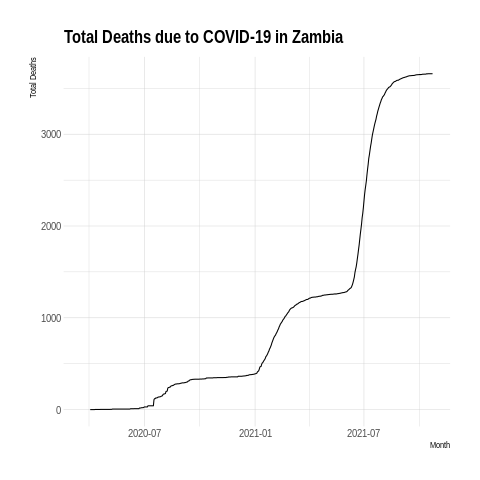 Total Deaths due to COVID-19 in Zambia
Total Deaths
3000
2000
1000
0
2020-07 2021-01 2021-07
Month